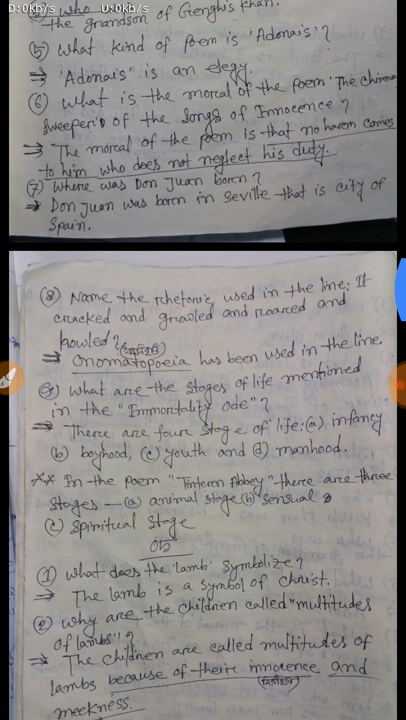 D:0Kb/s U:0Kb/s
who
the grandson of Genghis khan.
⑤ What kind of poem is 'Adonais'?
⇒ 'Adonais" is an elegy.
⑥ What is the moral of the poem 'The chimney
sweeper'⑤ of the Songs of Innocence?
⇒ The moral of the poem is that no harem comes
to him who does not neglect his duty.
⑦ Where was Don Juan born?
⇒ Don Juan was born in Seville that is city of
Spain.
⑧ Name the rhetoric used in the line: It
cracked and growled and roared and
howled?
⇒ Onomatopoeia has been used in the line.
⑨ What are the stages of life mentioned
in the "Immortality Ode"?
⇒ There are four stage of life: (a) infancy
(b) boyhood, (c) youth and (d) manhood.
** In the poem "Tintern Abbey" there are three
stages — (a) animal stage (b) sensual &
(c) Spiritual Stage
05
① What does the 'lamb' Symbolize?
⇒ The lamb is a symbol of Christ.
② Why are the children called "multitudes
of lambs"?
⇒ The children are called multitudes of
lambs because of their innocence and
meekness.